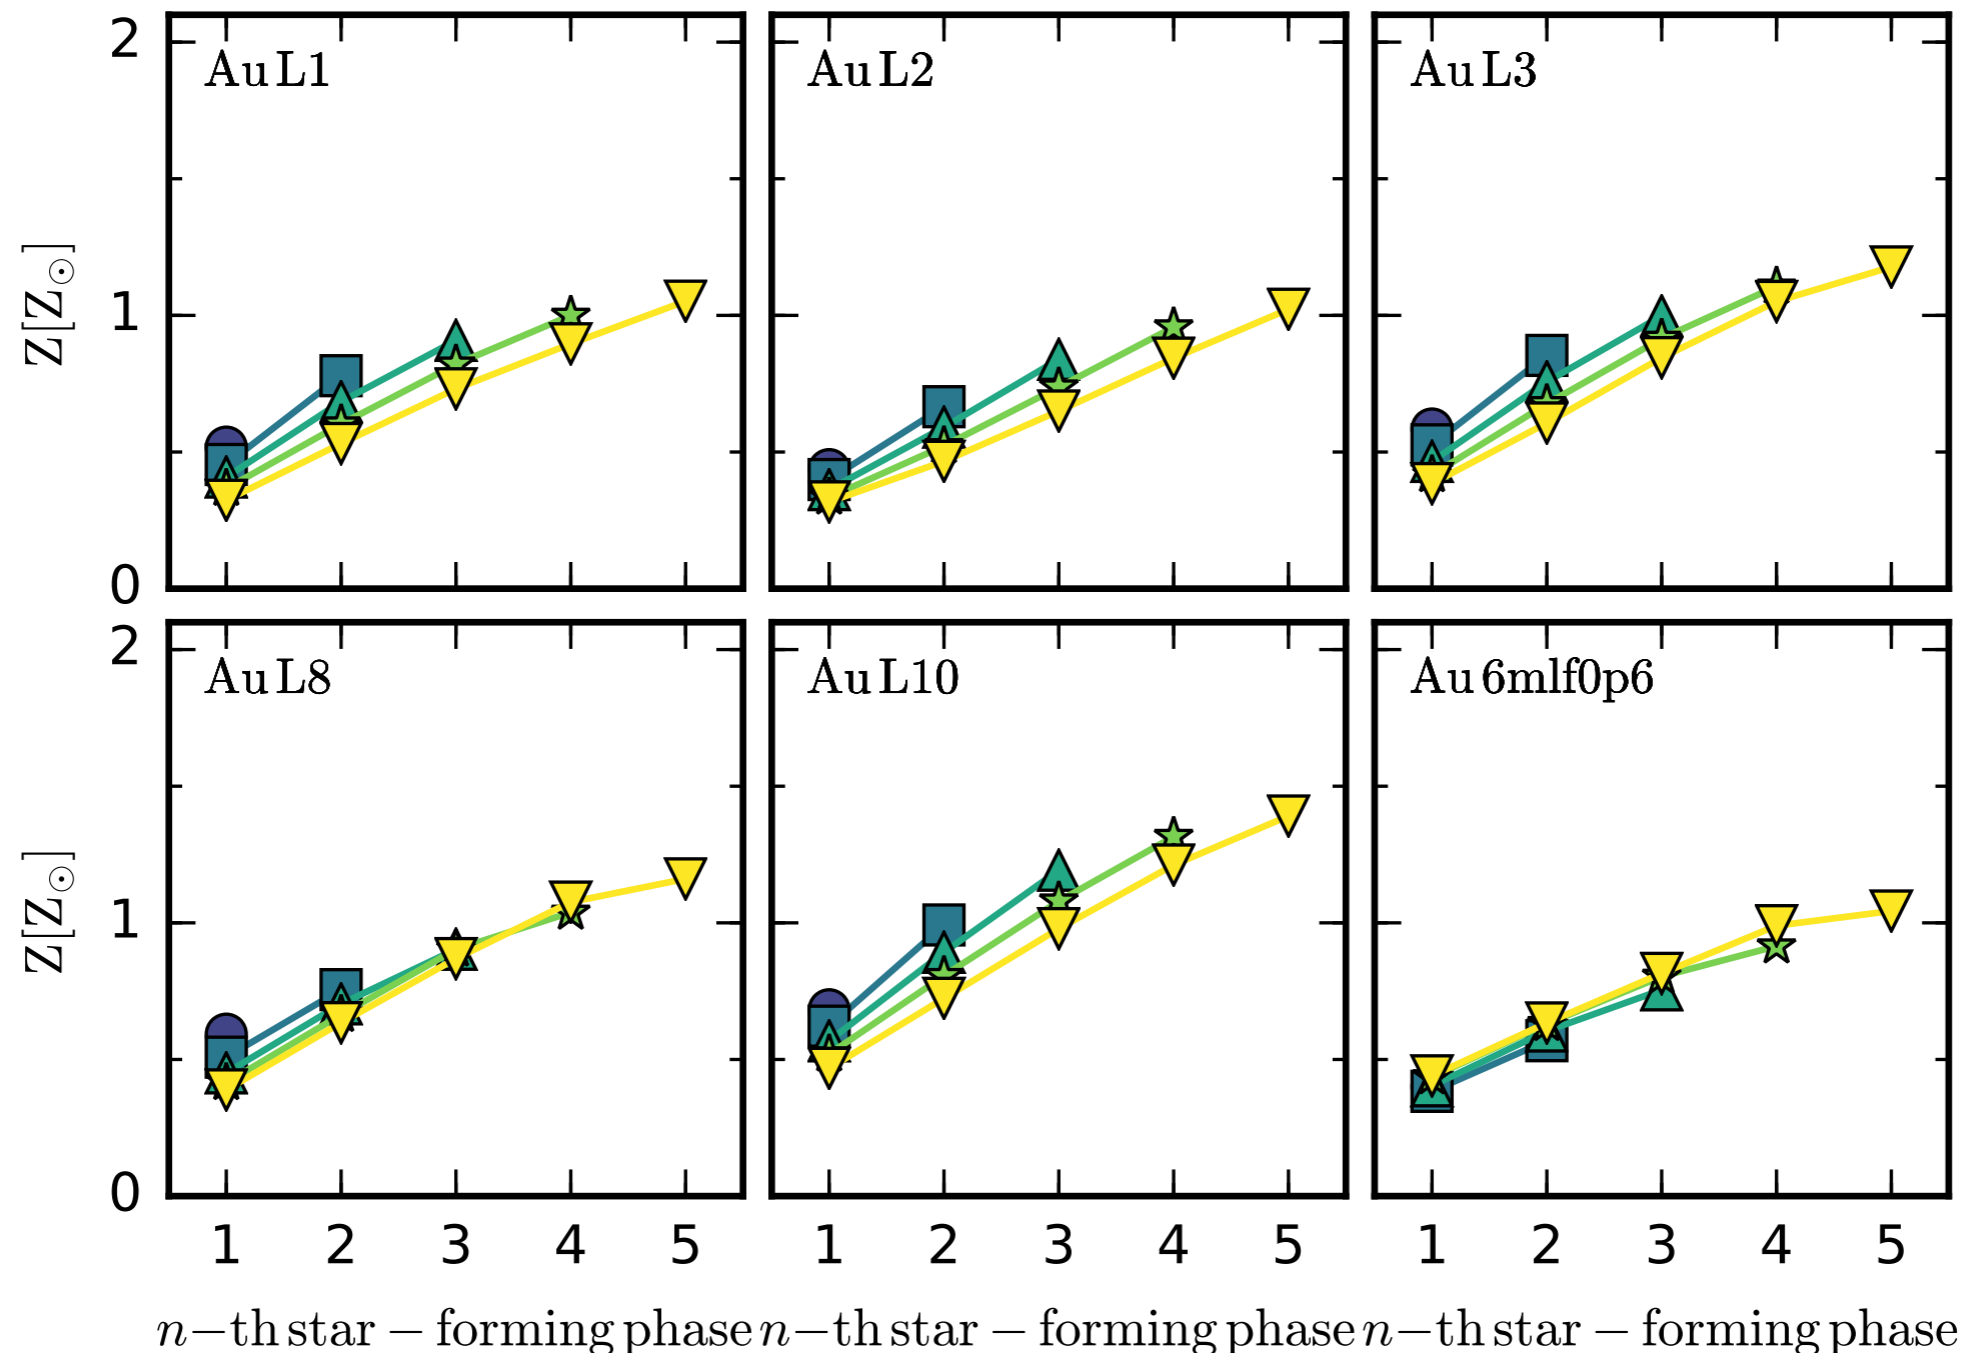 2
Au L1
Au L2
Au L3
Z[Z⊙]
1
0
2
Au L8
Au L10
Au 6mlf0p6
Z[Z⊙]
1
0
1 2 3 4 5
1 2 3 4 5
1 2 3 4 5
n−th star − forming phase
n−th star − forming phase
n−th star − forming phase